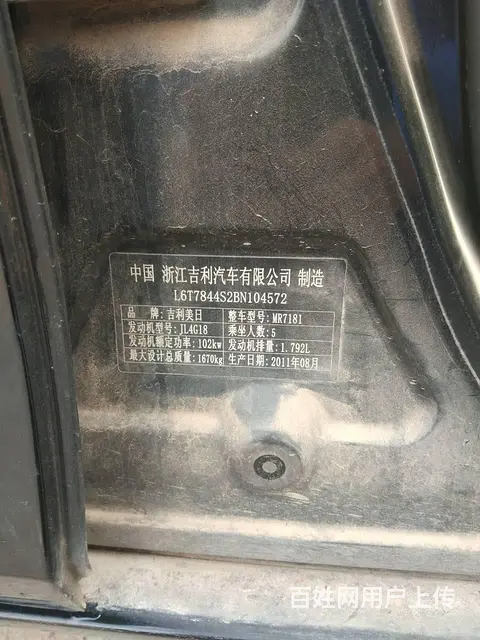 中国 浙江吉利汽车有限公司 制造
L6T7844S2BN104572
品 牌:吉利美日 整车型号:MR7181
发动机型号:JL4G18 乘坐人数:5
发动机额定功率:102kw 发动机排量:1.792L
最大设计总质量:1670kg 生产日期:2011年08月
百姓网用户上传